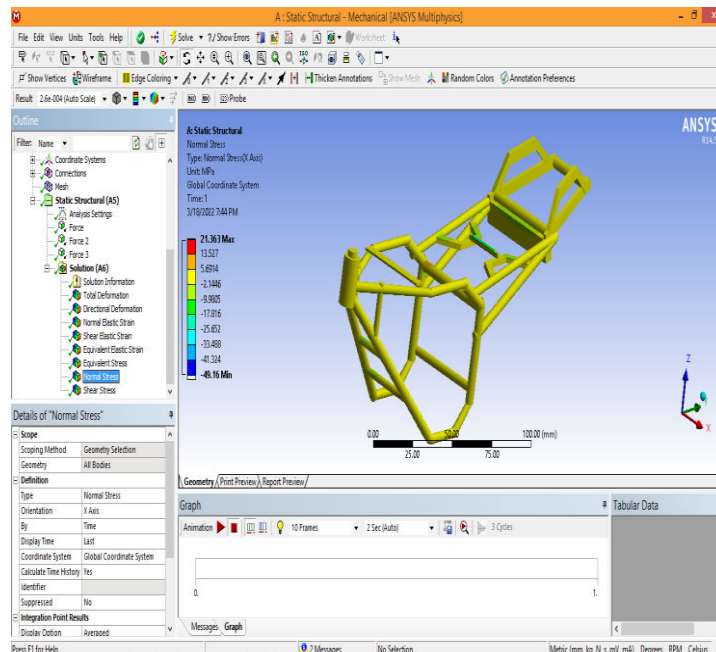 A : Static Structural - Mechanical [ANSYS Multiphysics]
File Edit View Units Tools Help Solve ?/ Show Errors Worksheet
Show Vertices Wireframe Edge Coloring Thicken Annotations Show Mesh Random Colors Annotation Preferences
Result 2.6e-004 (Auto Scale) Probe
Outline
Filter: Name
Coordinate Systems
Connections
Mesh
Static Structural (A5)
Analysis Settings
Force
Force 2
Force 3
Solution (A6)
Solution Information
Total Deformation
Directional Deformation
Normal Elastic Strain
Shear Elastic Strain
Equivalent Elastic Strain
Equivalent Stress
Normal Stress
Shear Stress
A: Static Structural
Normal Stress
Type: Normal Stress(X Axis)
Unit: MPa
Global Coordinate System
Time: 1
3/18/2022 7:44 PM
21.363 Max
13.527
5.6914
-2.1446
-9.9805
-17.816
-25.652
-33.488
-41.324
-49.16 Min
ANSYS
R14.5
Z
X
0.00 50.00 100.00 (mm)
25.00 75.00
Geometry Print Preview Report Preview
Details of "Normal Stress"
Scope
Scoping Method Geometry Selection
Geometry All Bodies
Definition
Type Normal Stress
Orientation X Axis
By Time
Display Time Last
Coordinate System Global Coordinate System
Calculate Time History Yes
Identifier
Suppressed No
Integration Point Results
Display Option Averaged
Graph
Animation 10 Frames 2 Sec (Auto) 3 Cycles
0. 1.
Messages Graph
Tabular Data
Press F1 for Help 2 Messages No Selection Metric (mm, kg, N, s, mV, mA) Degrees RPM Celsius